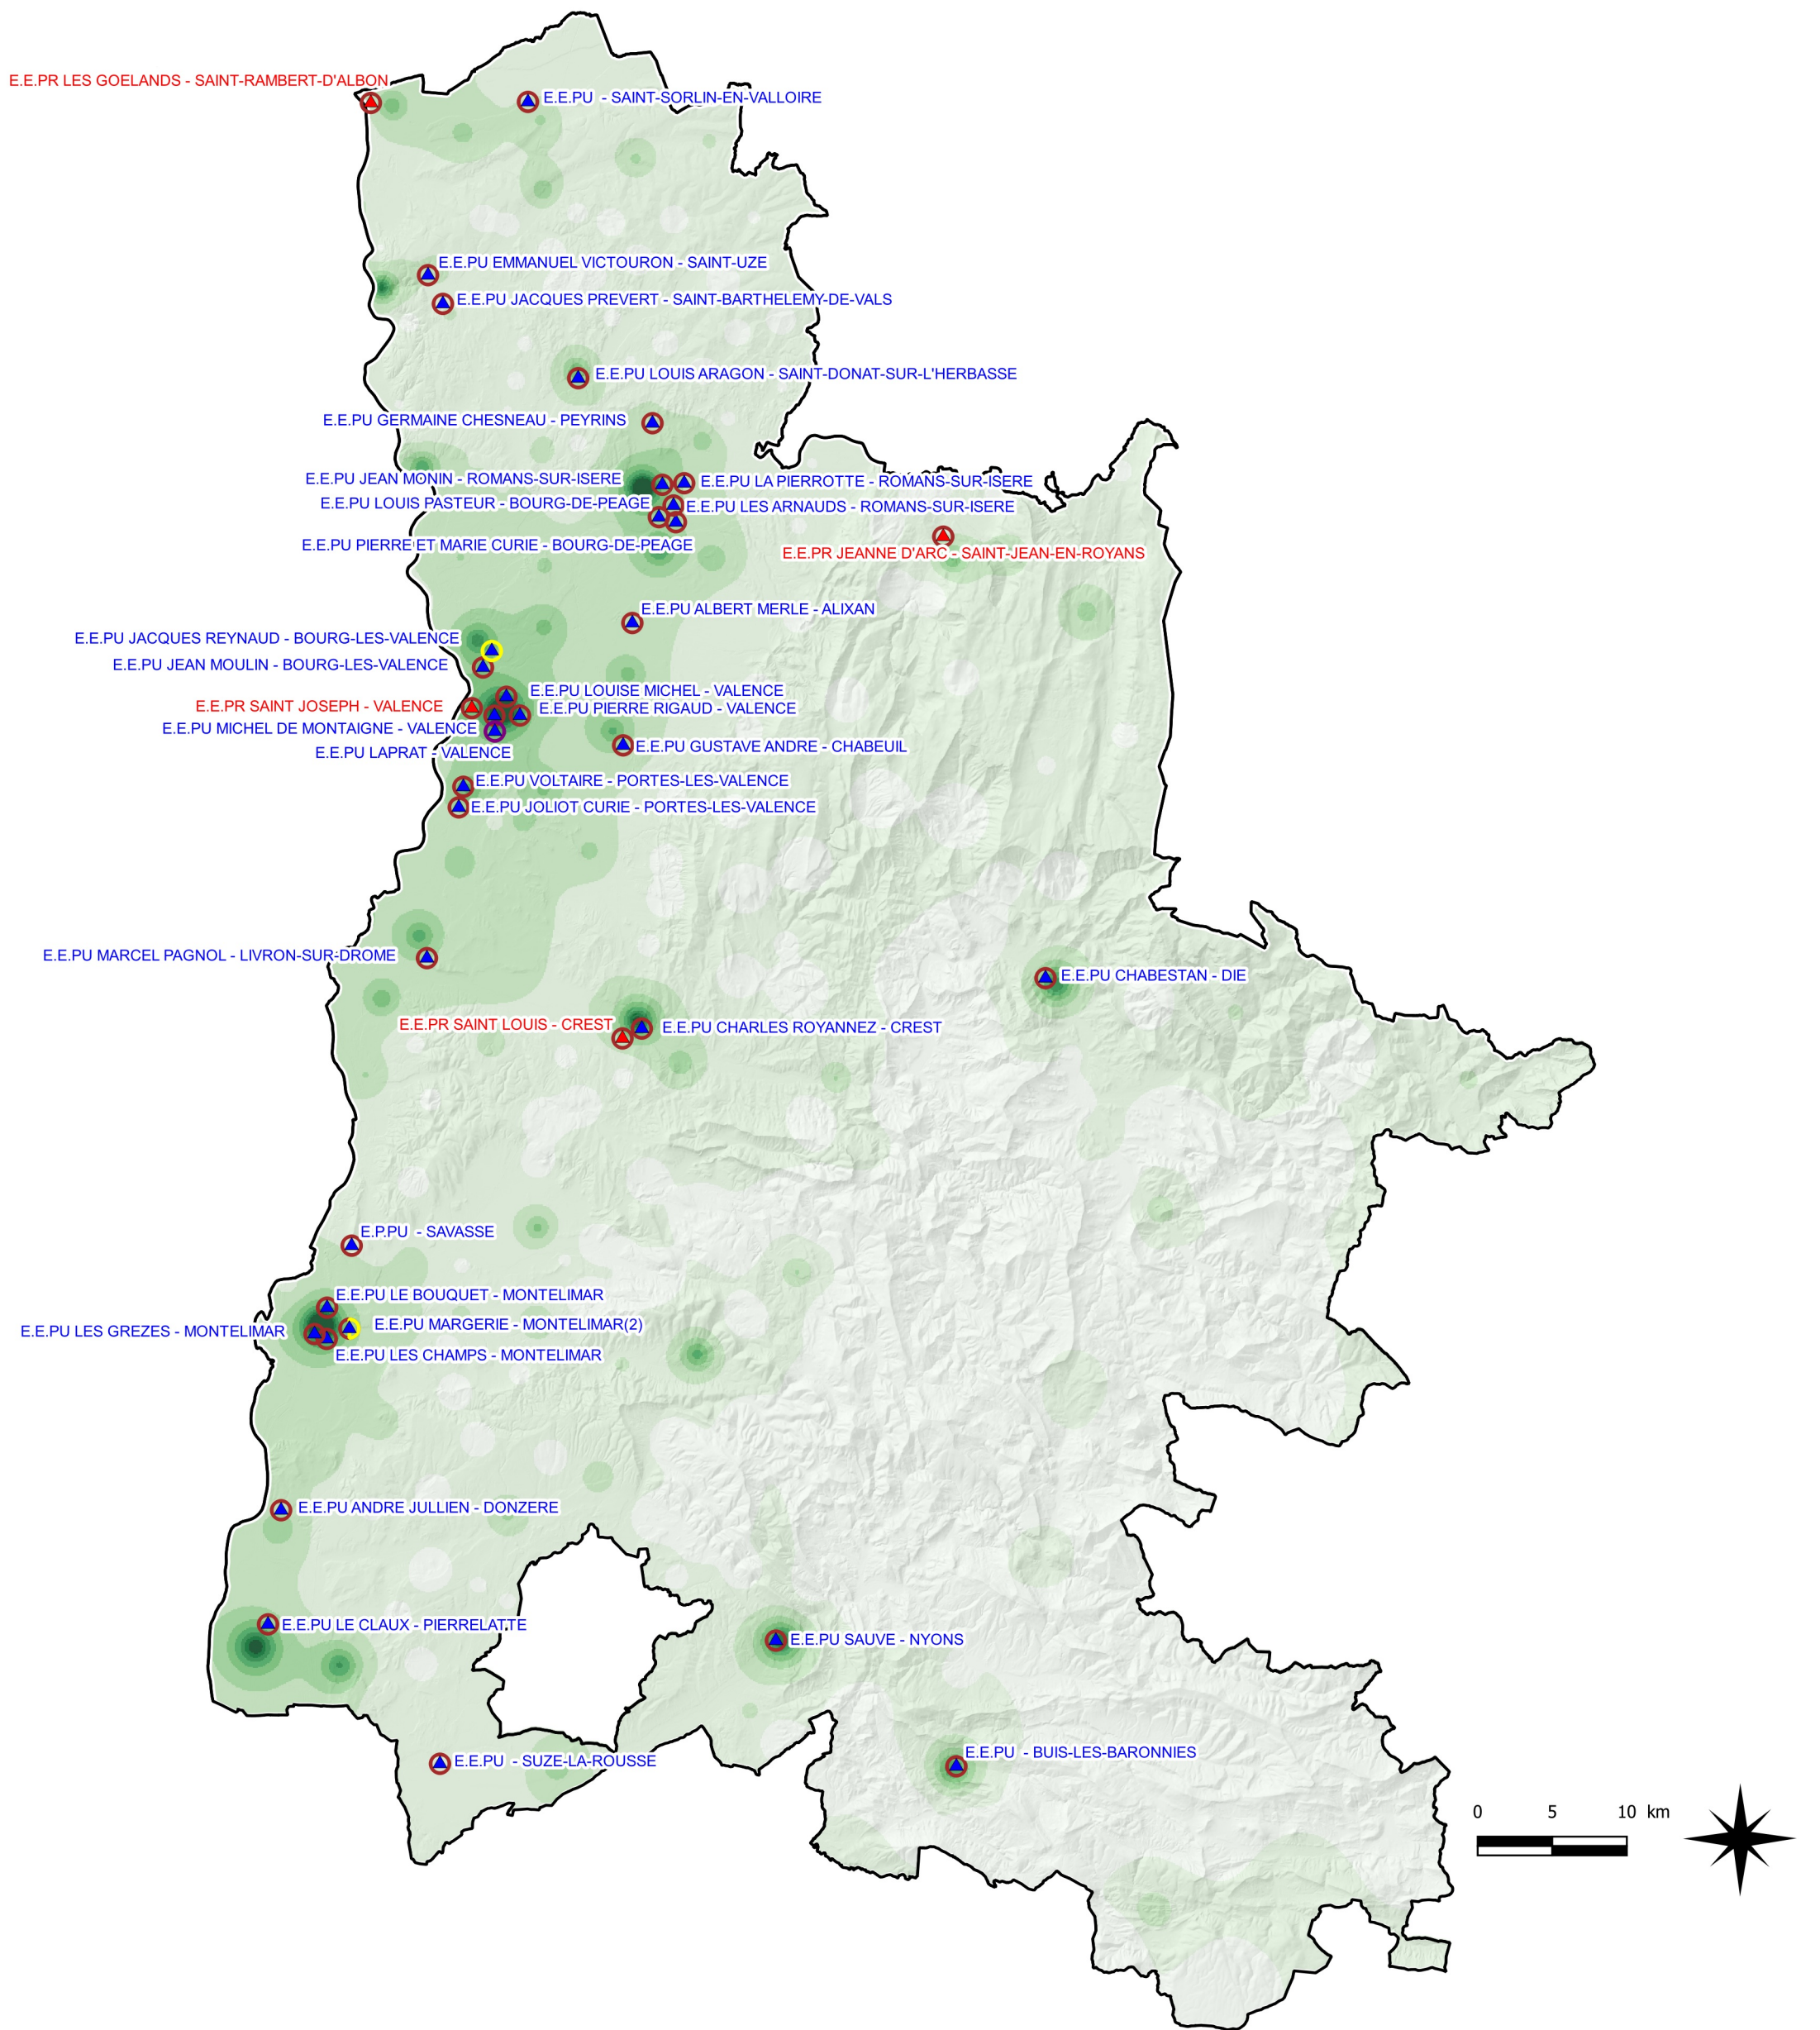 E.E.PR LES GOELANDS - SAINT-RAMBERT-D'ALBON
E.E.PU  - SAINT-SORLIN-EN-VALLOIRE
E.E.PU EMMANUEL VICTOURON - SAINT-UZE
E.E.PU JACQUES PREVERT - SAINT-BARTHELEMY-DE-VALS
E.E.PU LOUIS ARAGON - SAINT-DONAT-SUR-L'HERBASSE
E.E.PU GERMAINE CHESNEAU - PEYRINS
E.E.PU JEAN MONIN - ROMANS-SUR-ISERE
E.E.PU LA PIERROTTE - ROMANS-SUR-ISERE
E.E.PU LOUIS PASTEUR - BOURG-DE-PEAGE
E.E.PU LES ARNAUDS - ROMANS-SUR-ISERE
E.E.PU PIERRE ET MARIE CURIE - BOURG-DE-PEAGE
E.E.PR JEANNE D'ARC - SAINT-JEAN-EN-ROYANS
E.E.PU ALBERT MERLE - ALIXAN
E.E.PU JACQUES REYNAUD - BOURG-LES-VALENCE
E.E.PU JEAN MOULIN - BOURG-LES-VALENCE
E.E.PU LOUISE MICHEL - VALENCE
E.E.PR SAINT JOSEPH - VALENCE
E.E.PU PIERRE RIGAUD - VALENCE
E.E.PU MICHEL DE MONTAIGNE - VALENCE
E.E.PU GUSTAVE ANDRE - CHABEUIL
E.E.PU LAPRAT - VALENCE
E.E.PU VOLTAIRE - PORTES-LES-VALENCE
E.E.PU JOLIOT CURIE - PORTES-LES-VALENCE
E.E.PU MARCEL PAGNOL - LIVRON-SUR-DROME
E.E.PU CHABESTAN - DIE
E.E.PR SAINT LOUIS - CREST
E.E.PU CHARLES ROYANNEZ - CREST
E.P.PU  - SAVASSE
E.E.PU LE BOUQUET - MONTELIMAR
E.E.PU MARGERIE - MONTELIMAR(2)
E.E.PU LES GREZES - MONTELIMAR
E.E.PU LES CHAMPS - MONTELIMAR
E.E.PU ANDRE JULLIEN - DONZERE
E.E.PU LE CLAUX - PIERRELATTE
E.E.PU SAUVE - NYONS
E.E.PU  - BUIS-LES-BARONNIES
E.E.PU  - SUZE-LA-ROUSSE
0 5 10 km